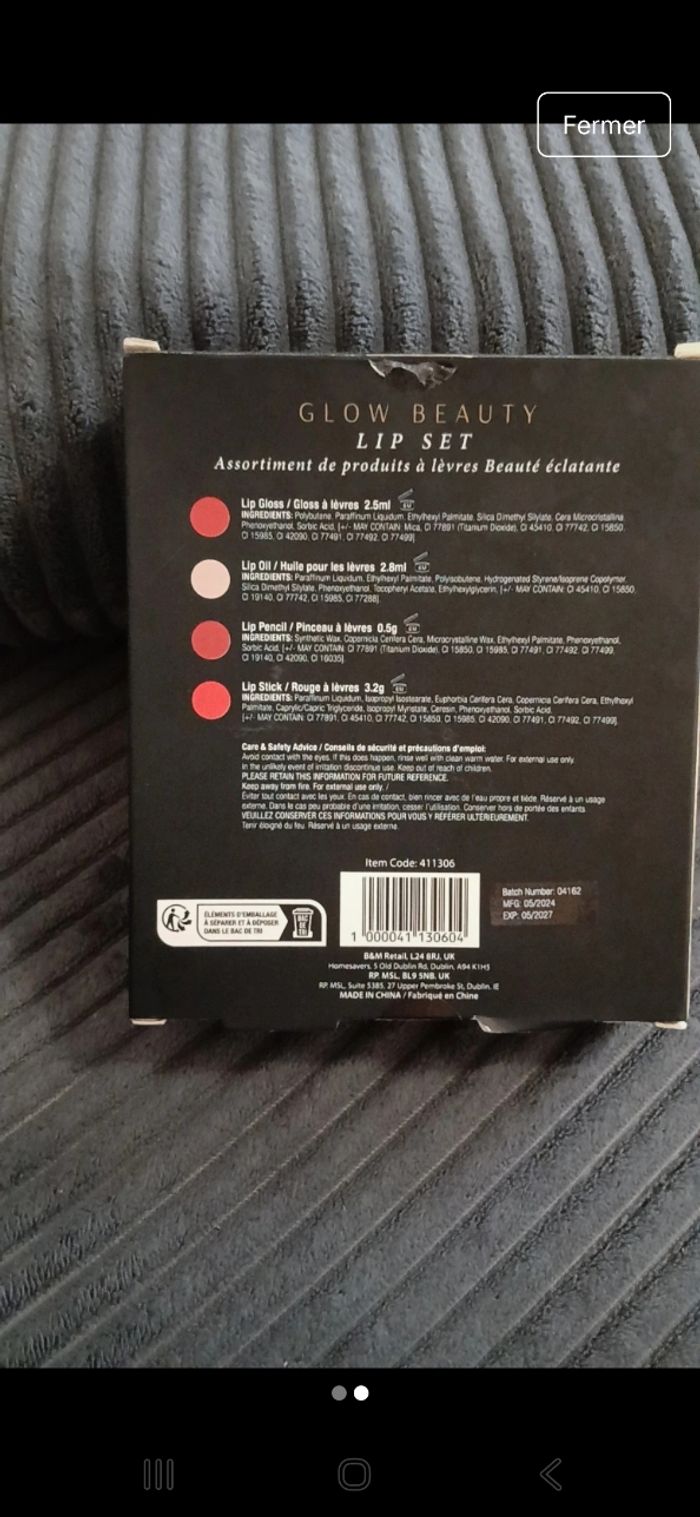 Fermer
GLOW BEAUTY
LIP SET
Assortiment de produits à lèvres Beauté éclatante
Lip Gloss / Gloss à lèvres 2.5ml
INGREDIENTS: Polybutene, Paraffinum Liquidum, Ethylhexyl Palmitate, Silica Dimethyl Silylate, Cera Microcristallina,
Phenoxyethanol, Sorbic Acid, [+/- MAY CONTAIN: Mica, CI 77891 (Titanium Dioxide), CI 45410, CI 77742, CI 15850,
CI 15985, CI 42090, CI 77491, CI 77492, CI 77499]
Lip Oil / Huile pour les lèvres 2.8ml
INGREDIENTS: Paraffinum Liquidum, Ethylhexyl Palmitate, Polyisobutene, Hydrogenated Styrene/Isoprene Copolymer,
Silica Dimethyl Silylate, Phenoxyethanol, Tocopheryl Acetate, Ethylhexylglycerin, [+/- MAY CONTAIN: CI 45410, CI 15850,
CI 19140, CI 77742, CI 15985, CI 77288].
Lip Pencil / Pinceau à lèvres 0.5g
INGREDIENTS: Synthetic Wax, Copernicia Cerifera Cera, Microcrystalline Wax, Ethylhexyl Palmitate, Phenoxyethanol,
Sorbic Acid, [+/- MAY CONTAIN: CI 77891 (Titanium Dioxide), CI 15850, CI 15985, CI 77491, CI 77492, CI 77499,
CI 19140, CI 42090, CI 16035].
Lip Stick / Rouge à lèvres 3.2g
INGREDIENTS: Paraffinum Liquidum, Isopropyl Isostearate, Euphorbia Cerifera Cera, Copernicia Cerifera Cera, Ethylhexyl
Palmitate, Caprylic/Capric Triglyceride, Isopropyl Myristate, Ceresin, Phenoxyethanol, Sorbic Acid,
[+/- MAY CONTAIN: CI 77891, CI 45410, CI 77742, CI 15850, CI 15985, CI 42090, CI 77491, CI 77492, CI 77499].
Care & Safety Advice / Conseils de sécurité et précautions d'emploi:
Avoid contact with the eyes. If this does happen, rinse well with clean warm water. For external use only.
In the unlikely event of irritation discontinue use. Keep out of reach of children.
PLEASE RETAIN THIS INFORMATION FOR FUTURE REFERENCE.
Keep away from fire. For external use only. /
Éviter tout contact avec les yeux. En cas de contact, bien rincer avec de l'eau propre et tiède. Réservé à un usage
externe. Dans le cas peu probable d'une irritation, cesser l'utilisation. Conserver hors de portée des enfants.
VEUILLEZ CONSERVER CES INFORMATIONS POUR VOUS Y RÉFÉRER ULTÉRIEUREMENT.
Tenir éloigné du feu. Réservé à un usage externe.
Item Code: 411306
ÉLÉMENTS D'EMBALLAGE
À SÉPARER ET À DÉPOSER
DANS LE BAC DE TRI
BAC
DE
TRI
1 000041 130604
Batch Number: 04162
MFG: 05/2024
EXP: 05/2027
B&M Retail, L24 8RJ, UK
Homesavers, 5 Old Dublin Rd, Dublin, A94 K1H5
RP. MSL, BL9 5NB. UK
RP. MSL, Suite 5385, 27 Upper Pembroke St, Dublin, IE
MADE IN CHINA / Fabriqué en Chine